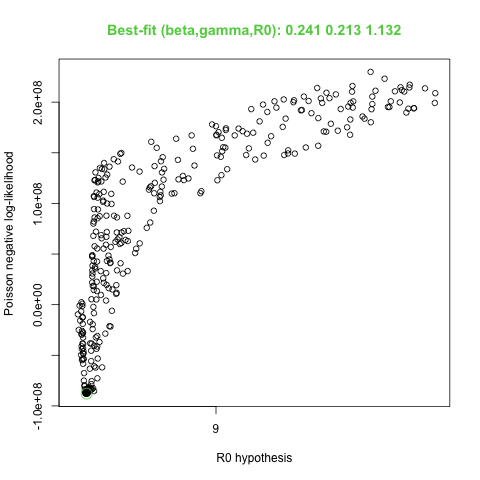 Best-fit (beta,gamma,R0): 0.241 0.213 1.132
2.0e+08
1.0e+08
0.0e+00
-1.0e+08
Poisson negative log-likelihood
9
R0 hypothesis